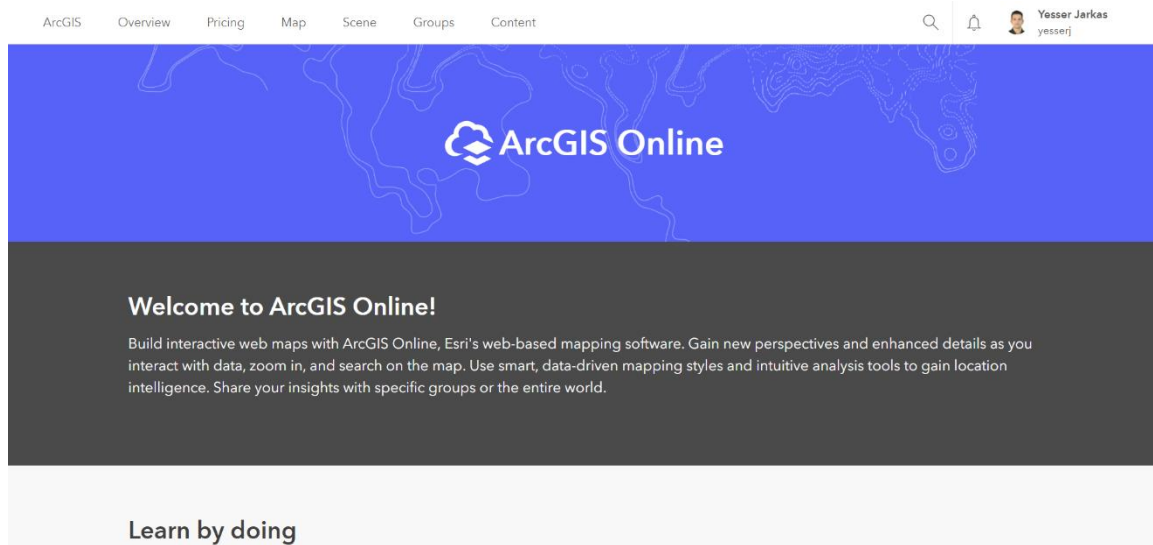 ArcGIS Overview Pricing Map Scene Groups Content Yesser Jarkas
yesserj
ArcGIS Online
Welcome to ArcGIS Online!
Build interactive web maps with ArcGIS Online, Esri's web-based mapping software. Gain new perspectives and enhanced details as you
interact with data, zoom in, and search on the map. Use smart, data-driven mapping styles and intuitive analysis tools to gain location
intelligence. Share your insights with specific groups or the entire world.
Learn by doing